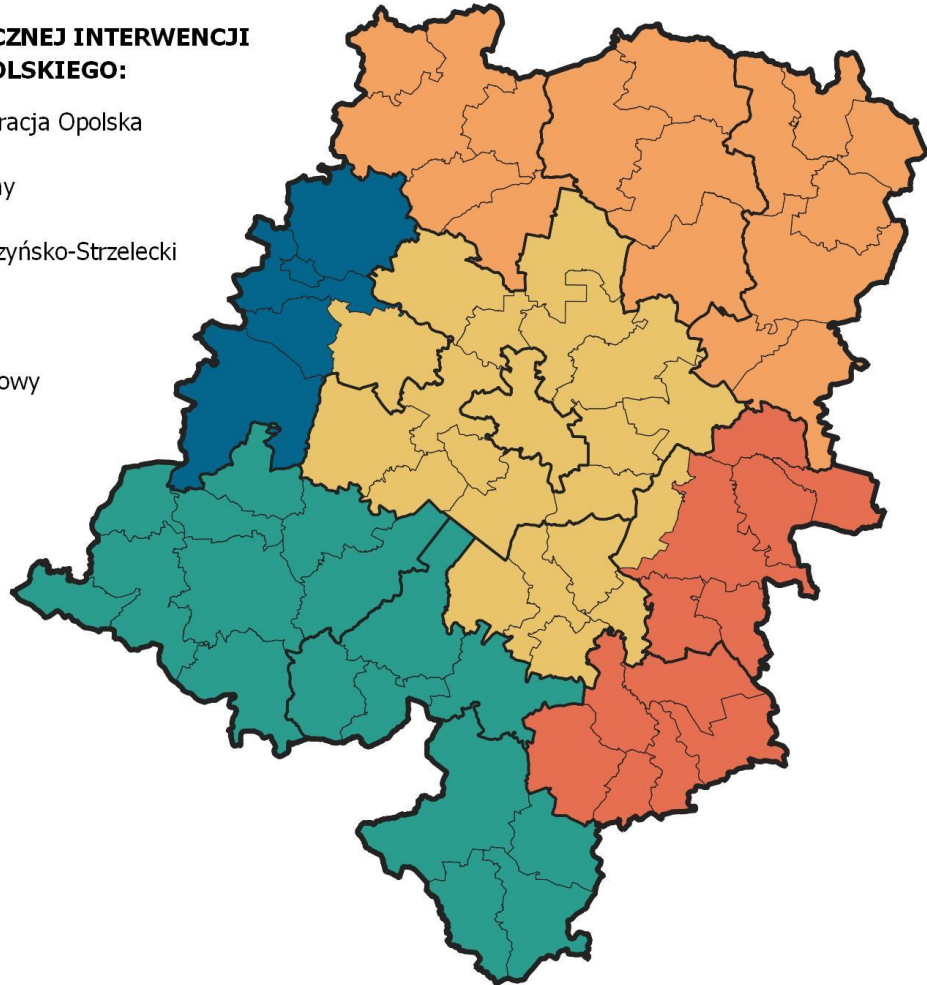 CZNEJ INTERWENCJI
OLSKIEGO:
racja Opolska
ny
zyńsko-Strzelecki
owy